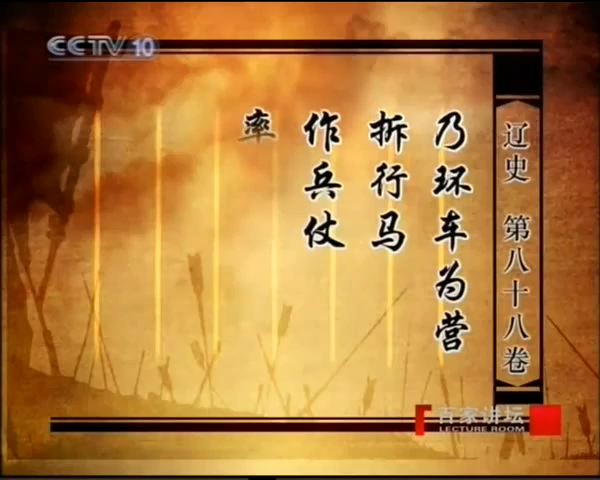 CCTV 10
辽史 第八十八卷
乃环车为营
拆行马
作兵仗
率
百家讲坛
LECTURE ROOM